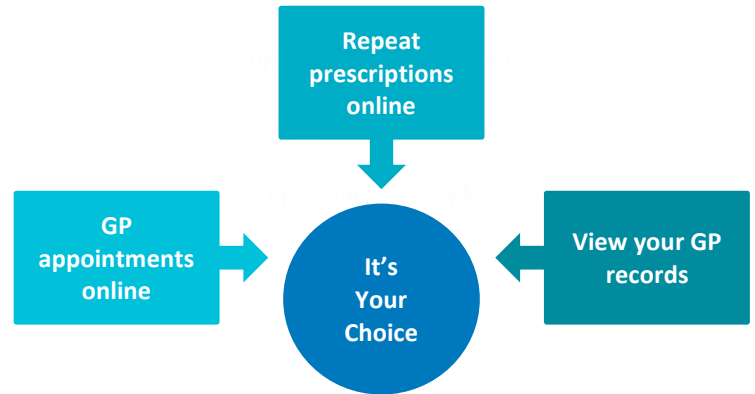 Repeat
prescriptions
online
GP
appointments
online
It's
Your
Choice
View your GP
records